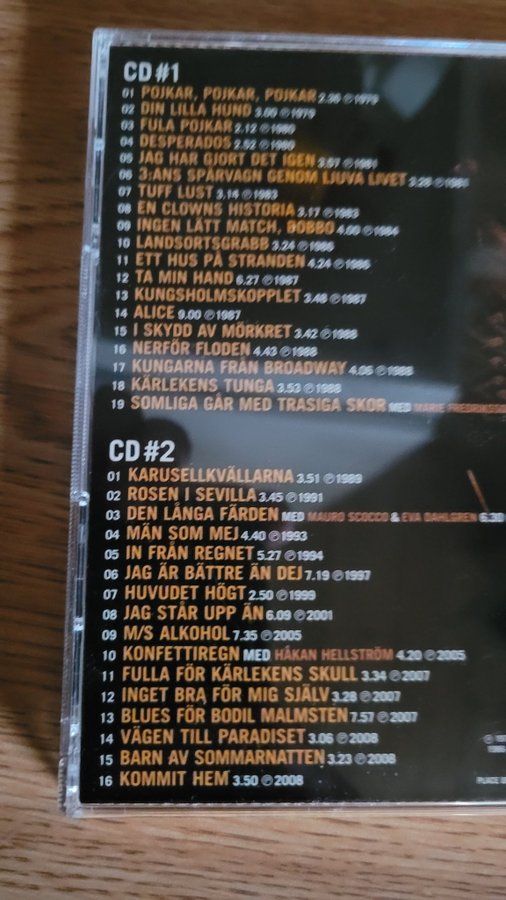 CD #1
01 POJKAR, POJKAR, POJKAR 2.36 ℗ 1979
02 DIN LILLA HUND 3.00 ℗ 1979
03 FULA POJKAR 2.12 ℗ 1980
04 DESPERADOS 2.52 ℗ 1980
05 JAG HAR GJORT DET IGEN 3.07 ℗ 1981
06 3:ANS SPÅRVAGN GENOM LJUVA LIVET 3.28 ℗ 1981
07 TUFF LUST 3.14 ℗ 1983
08 EN CLOWNS HISTORIA 3.17 ℗ 1983
09 INGEN LÄTT MATCH, BOBBO 4.00 ℗ 1984
10 LANDSORTSGRABB 3.24 ℗ 1986
11 ETT HUS PÅ STRANDEN 4.24 ℗ 1986
12 TA MIN HAND 6.27 ℗ 1987
13 KUNGSHOLMSKOPPLET 3.48 ℗ 1987
14 ALICE 9.00 ℗ 1987
15 I SKYDD AV MÖRKRET 3.42 ℗ 1988
16 NERFÖR FLODEN 4.43 ℗ 1988
17 KUNGARNA FRÅN BROADWAY 4.06 ℗ 1988
18 KÄRLEKENS TUNGA 3.53 ℗ 1988
19 SOMLIGA GÅR MED TRASIGA SKOR MED MARIE FREDRIKSSO
CD #2
01 KARUSELLKVÄLLARNA 3.51 ℗ 1989
02 ROSEN I SEVILLA 3.45 ℗ 1991
03 DEN LÅNGA FÄRDEN MED MAURO SCOCCO & EVA DAHLGREN 6.30
04 MÄN SOM MEJ 4.40 ℗ 1993
05 IN FRÅN REGNET 5.27 ℗ 1994
06 JAG ÄR BÄTTRE ÄN DEJ 7.19 ℗ 1997
07 HUVUDET HÖGT 2.50 ℗ 1999
08 JAG STÅR UPP ÄN 6.09 ℗ 2001
09 M/S ALKOHOL 7.35 ℗ 2005
10 KONFETTIREGN MED HÅKAN HELLSTRÖM 4.20 ℗ 2005
11 FULLA FÖR KÄRLEKENS SKULL 3.34 ℗ 2007
12 INGET BRA FÖR MIG SJÄLV 3.28 ℗ 2007
13 BLUES FÖR BODIL MALMSTEN 7.57 ℗ 2007
14 VÄGEN TILL PARADISET 3.06 ℗ 2008
15 BARN AV SOMMARNATTEN 3.23 ℗ 2008
16 KOMMIT HEM 3.50 ℗ 2008